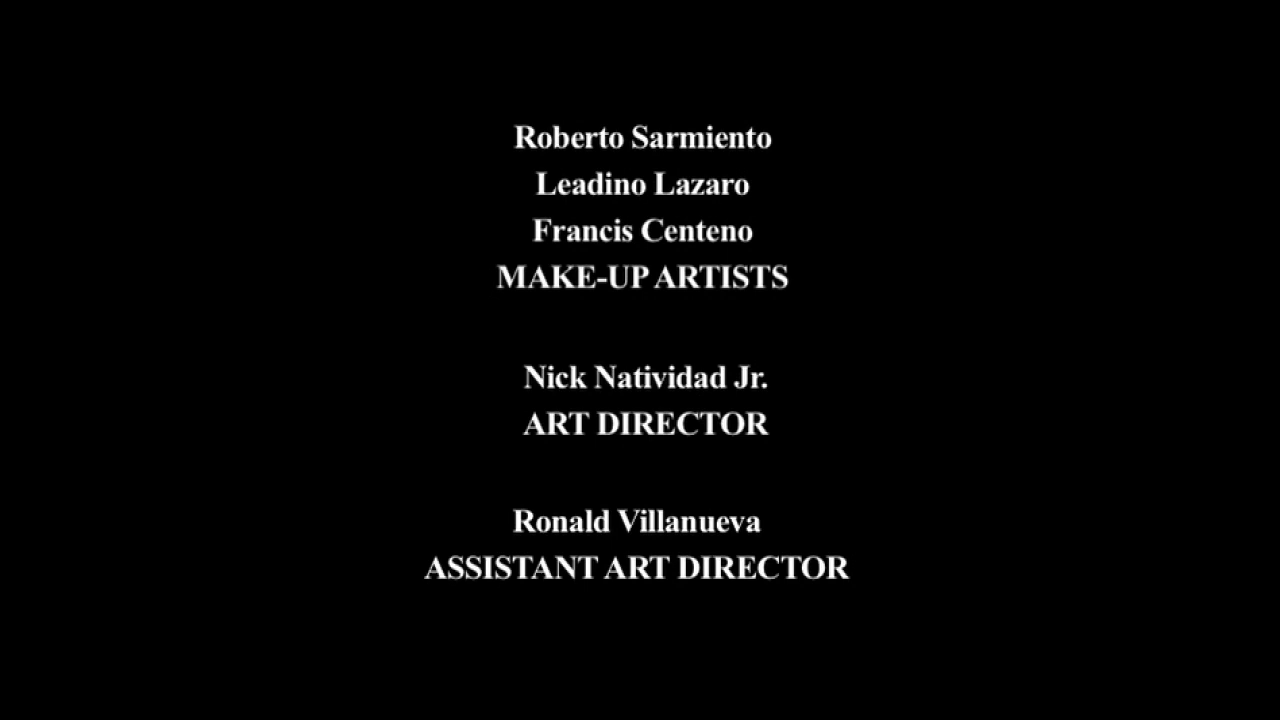 Roberto Sarmiento
Leadino Lazaro
Francis Centeno
MAKE-UP ARTISTS
Nick Natividad Jr.
ART DIRECTOR
Ronald Villanueva
ASSISTANT ART DIRECTOR